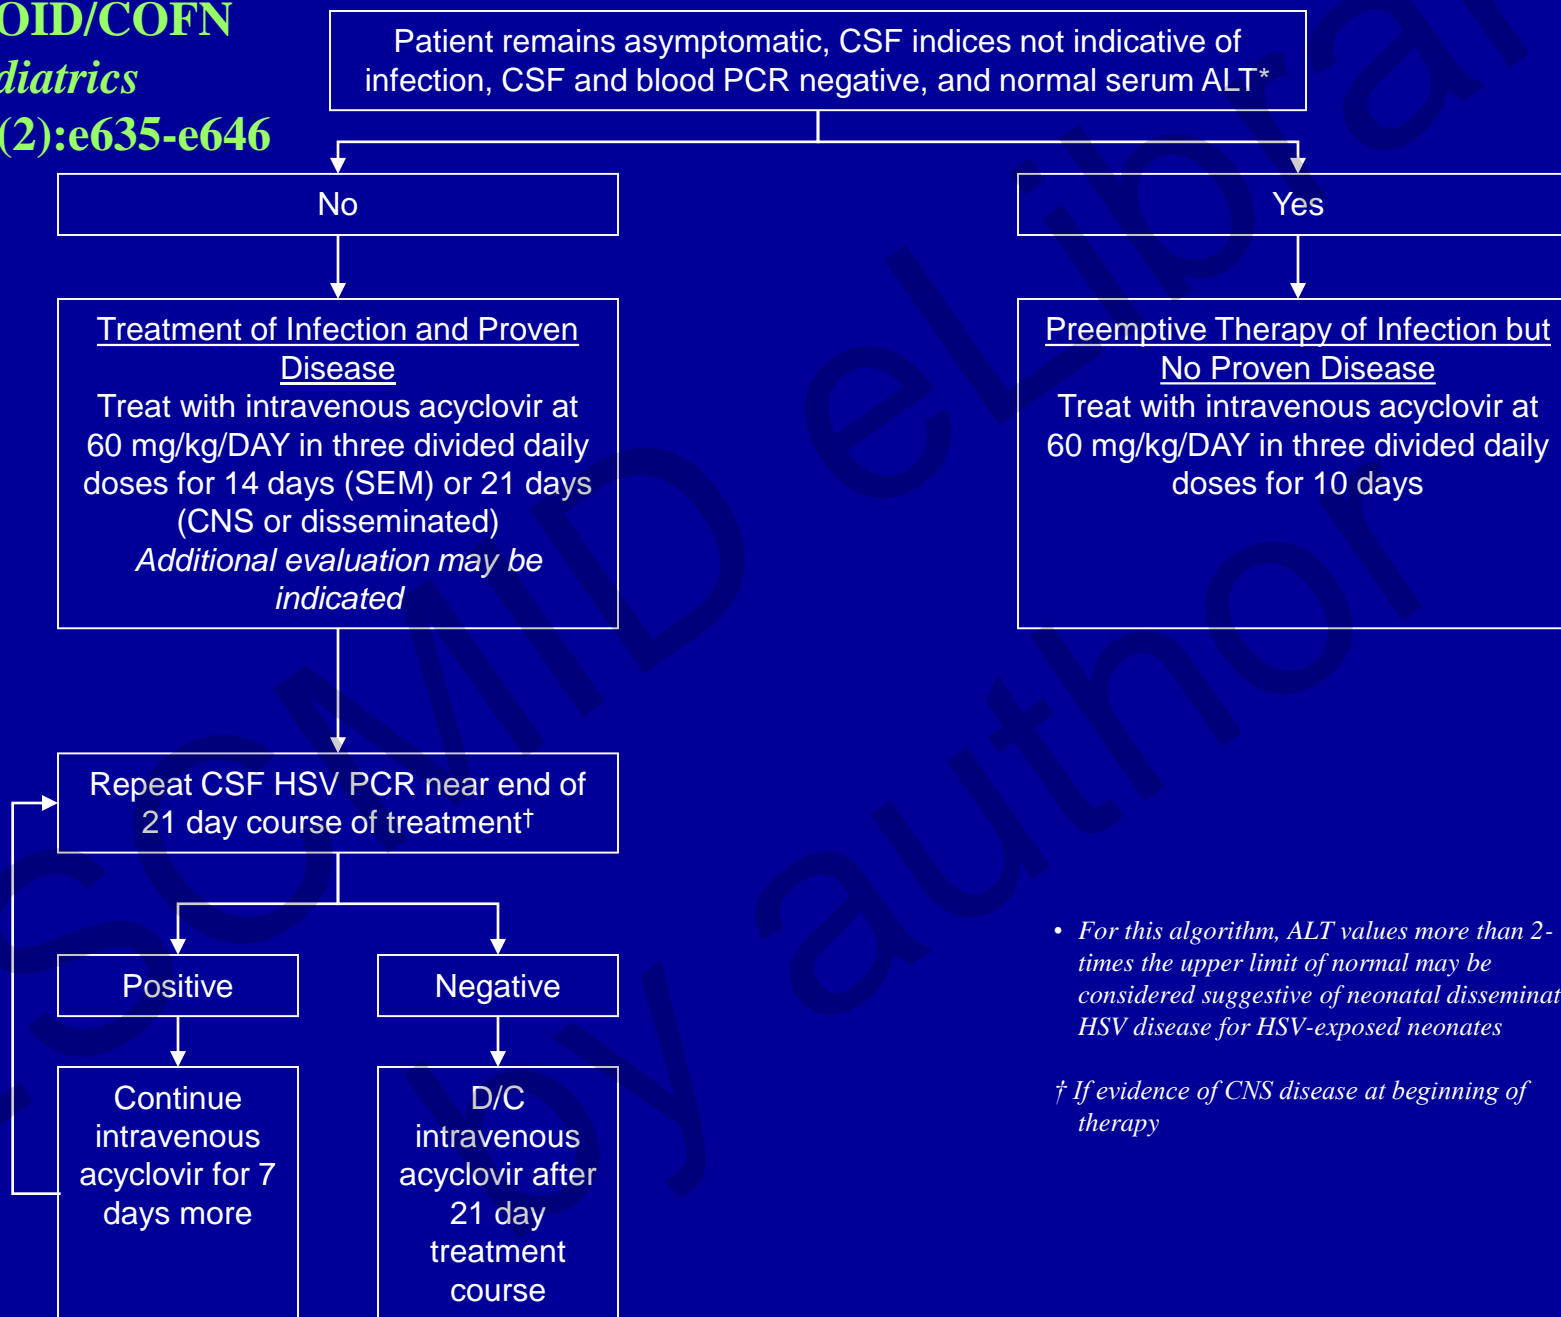 OID/COFN
diatrics
(2):e635-e646
Patient remains asymptomatic, CSF indices not indicative of
infection, CSF and blood PCR negative, and normal serum ALT*
No
Yes
Treatment of Infection and Proven
Disease
Treat with intravenous acyclovir at
60 mg/kg/DAY in three divided daily
doses for 14 days (SEM) or 21 days
(CNS or disseminated)
Additional evaluation may be
indicated
Preemptive Therapy of Infection but
No Proven Disease
Treat with intravenous acyclovir at
60 mg/kg/DAY in three divided daily
doses for 10 days
Repeat CSF HSV PCR near end of
21 day course of treatment†
Positive
Negative
Continue
intravenous
acyclovir for 7
days more
D/C
intravenous
acyclovir after
21 day
treatment
course
• For this algorithm, ALT values more than 2-
times the upper limit of normal may be
considered suggestive of neonatal disseminat
HSV disease for HSV-exposed neonates
† If evidence of CNS disease at beginning of
therapy
SCMID eLibrar
by author